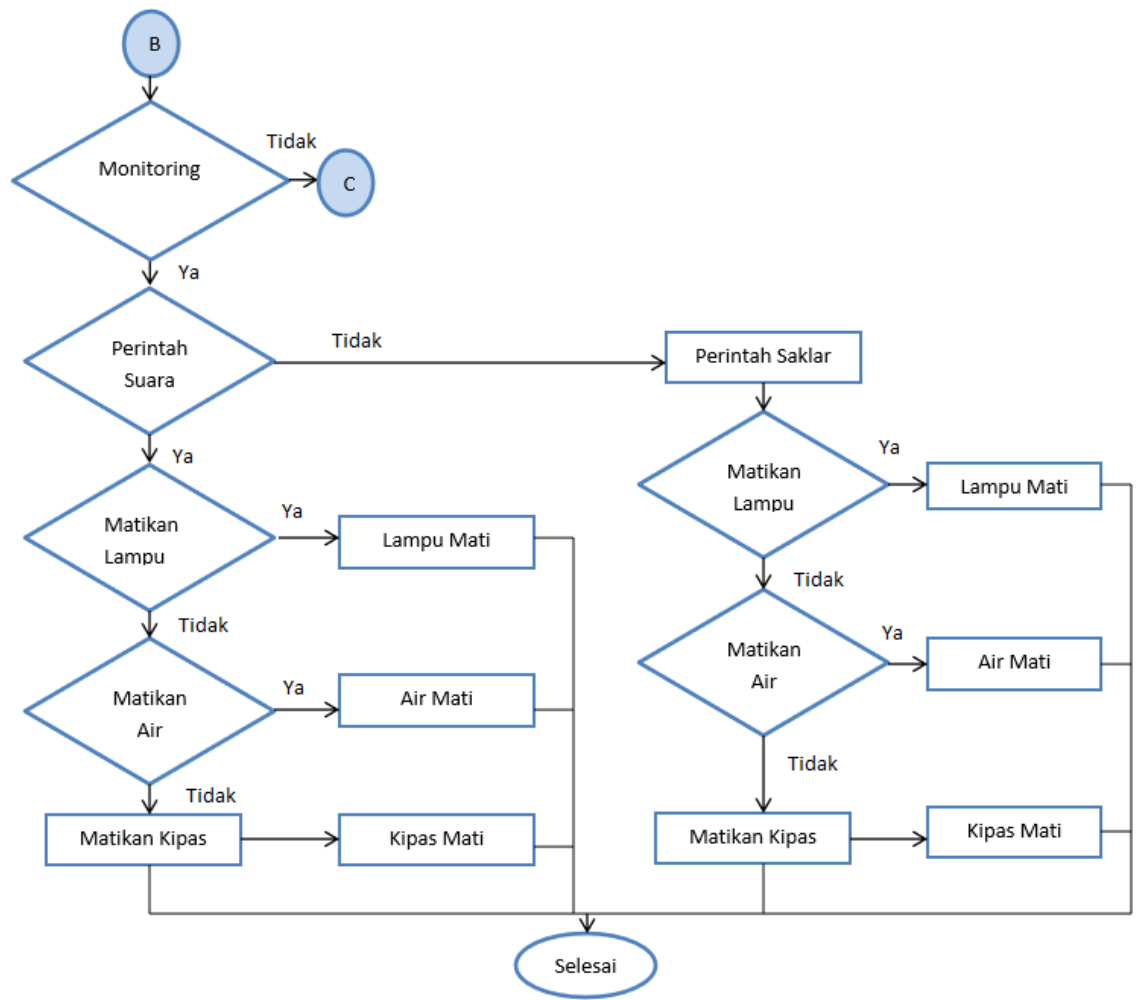 B
Monitoring
Tidak
C
Ya
Perintah
Suara
Tidak
Perintah Saklar
Ya
Matikan
Lampu
Ya
Lampu Mati
Matikan
Lampu
Ya
Lampu Mati
Tidak
Tidak
Matikan
Air
Ya
Air Mati
Matikan
Air
Ya
Air Mati
Tidak
Tidak
Matikan Kipas
Kipas Mati
Matikan Kipas
Kipas Mati
Selesai